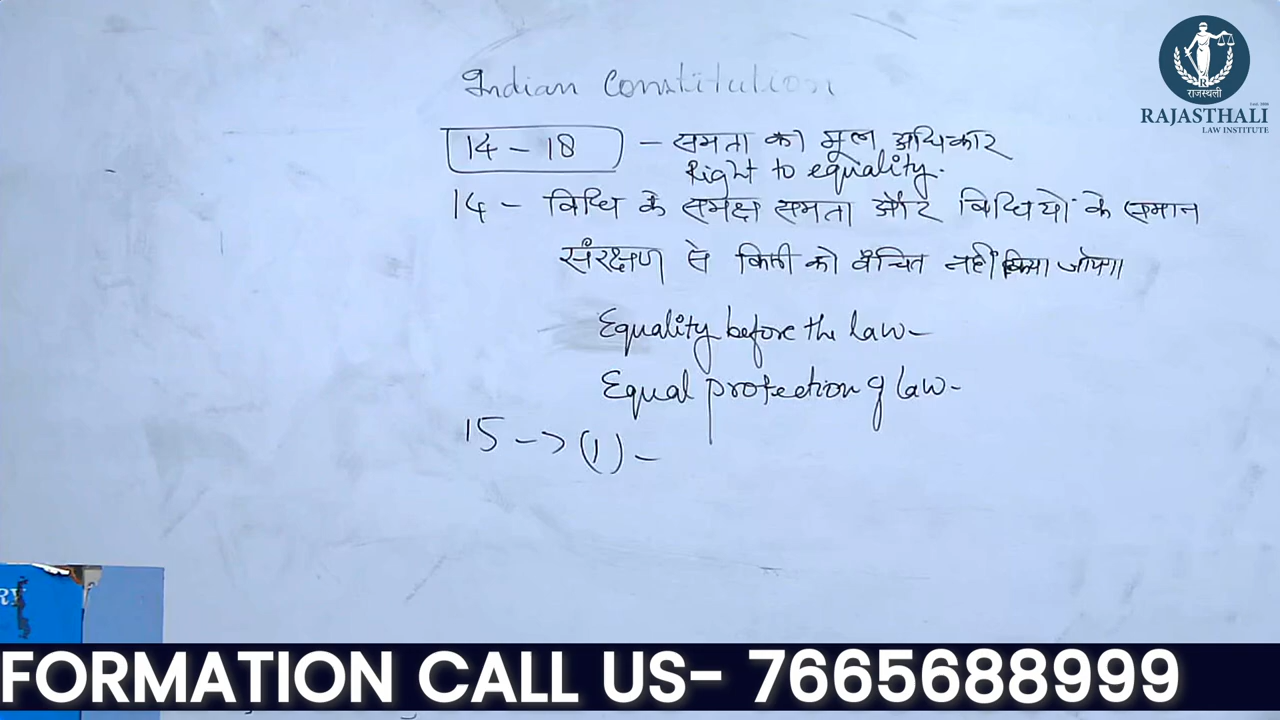 Indian Constitution
14 - 18 - समता का मूल अधिकार
Right to equality.
14 - विधि के समक्ष समता और विधियों के समान
संरक्षण से किसी को वंचित नहीं किया जाएगा
Equality before the law -
Equal protection of law -
15 -> (1) -
राजस्थली
RAJASTHALI
LAW INSTITUTE
FORMATION CALL US- 7665688999